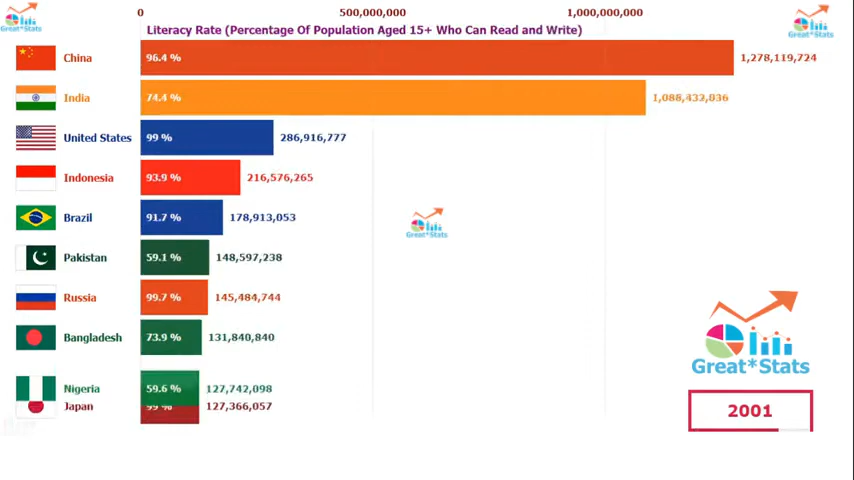 0 500,000,000 1,000,000,000
Great*Stats
Great*Stats
Literacy Rate (Percentage Of Population Aged 15+ Who Can Read and Write)
China 96.4 % 1,278,119,724
India 74.4 % 1,088,432,836
United States 99 % 286,916,777
Indonesia 93.9 % 216,576,265
Brazil 91.7 % 178,913,053
Great*Stats
Pakistan 59.1 % 148,597,238
Russia 99.7 % 145,484,744
Bangladesh 73.9 % 131,840,840
Great*Stats
Nigeria 59.6 % 127,742,098
Japan 99 % 127,366,057
2001